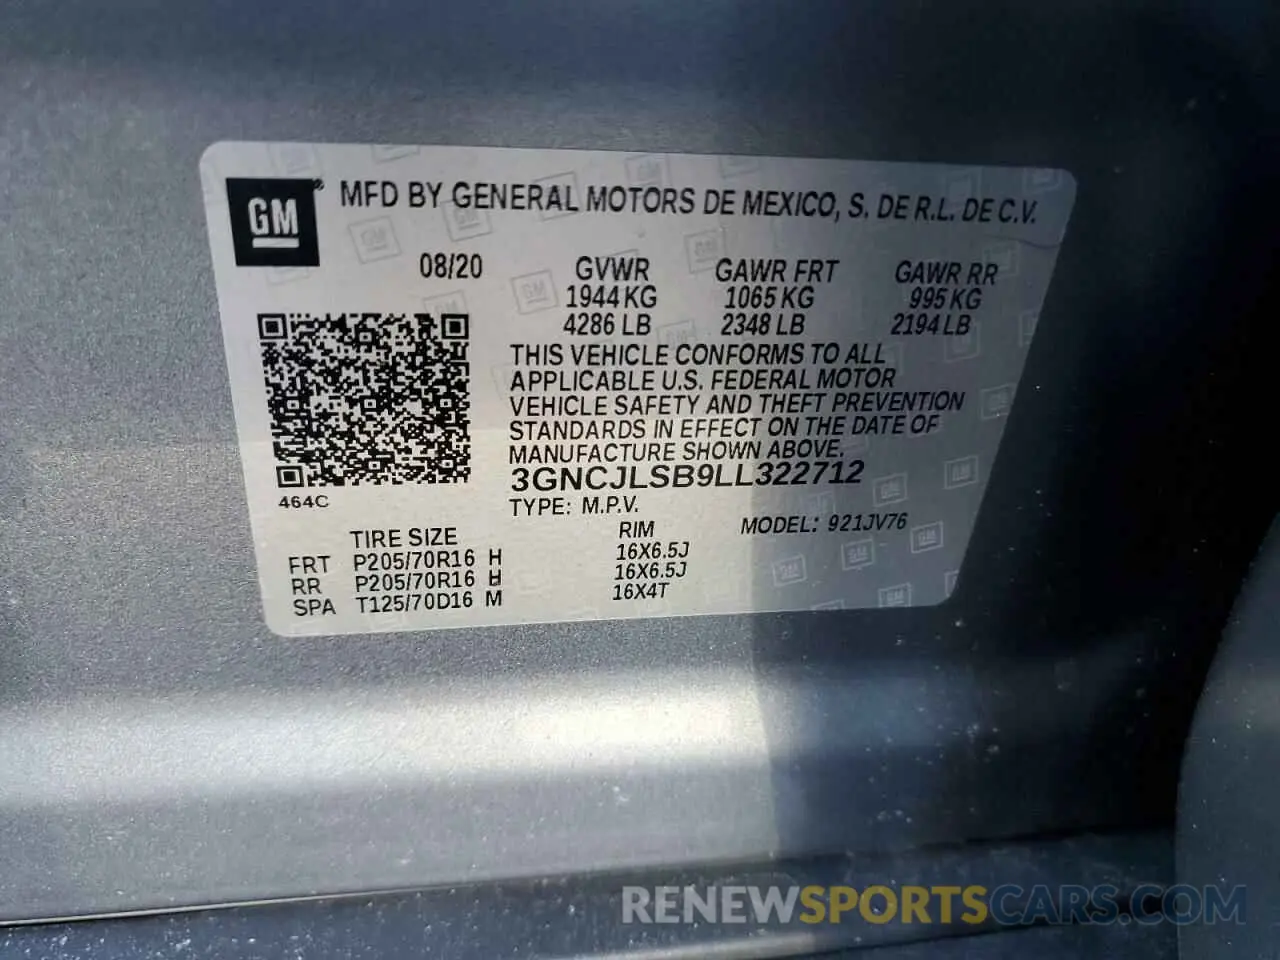 GM® MFD BY GENERAL MOTORS DE MEXICO, S. DE R.L. DE C.V.
08/20 GVWR GAWR FRT GAWR RR
1944 KG 1065 KG 995 KG
4286 LB 2348 LB 2194 LB
THIS VEHICLE CONFORMS TO ALL
APPLICABLE U.S. FEDERAL MOTOR
VEHICLE SAFETY AND THEFT PREVENTION
STANDARDS IN EFFECT ON THE DATE OF
MANUFACTURE SHOWN ABOVE.
3GNCJLSB9LL322712
464C
TYPE: M.P.V.
TIRE SIZE RIM MODEL: 921JV76
FRT P205/70R16 H 16X6.5J
RR P205/70R16 H 16X6.5J
SPA T125/70D16 M 16X4T
RENEWSPORTSCARS.COM